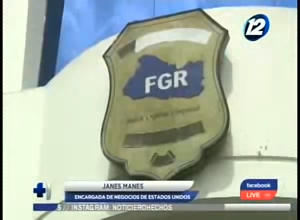 12
FGR
JANES MANES
facebook
ENCARGADA DE NEGOCIOS DE ESTADOS UNIDOS
LIVE
INSTAGRAM: NOTICIEROHECHOS